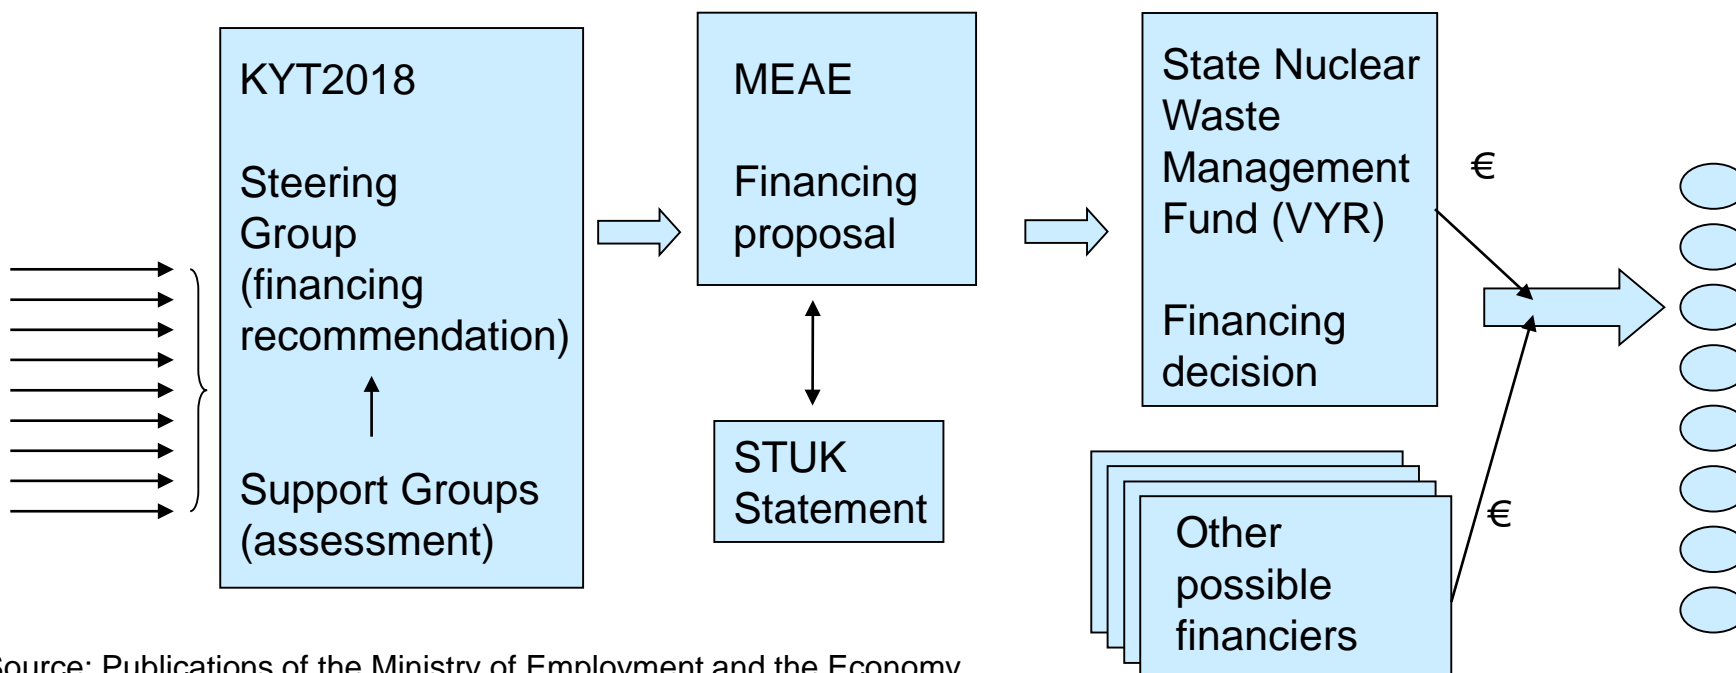 KYT2018
Steering
Group
(financing
recommendation)
Support Groups
(assessment)
MEAE
Financing
proposal
STUK
Statement
State Nuclear
Waste
Management
Fund (VYR)
Financing
decision
€
€
Other
possible
financiers
Source: Publications of the Ministry of Employment and the Economy